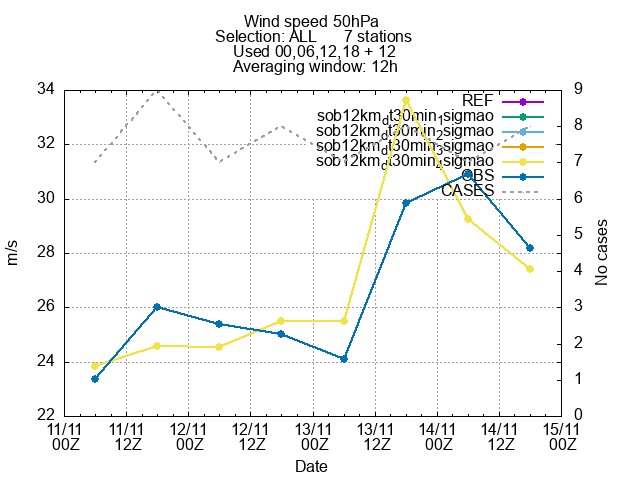 Wind speed 50hPa
Selection: ALL 7 stations
Used 00,06,12,18 + 12
Averaging window: 12h
34
32
30
28
26
24
22
m/s
9
8
7
6
5
4
3
2
1
0
No cases
REF
sob12km_dt30min_1sigmao
sob12km_dt30min_2sigmao
sob12km_dt30min_3sigmao
OBS
CASES
11/11 00Z
11/11 12Z
12/11 00Z
12/11 12Z
13/11 00Z
13/11 12Z
14/11 00Z
14/11 12Z
15/11 00Z
Date